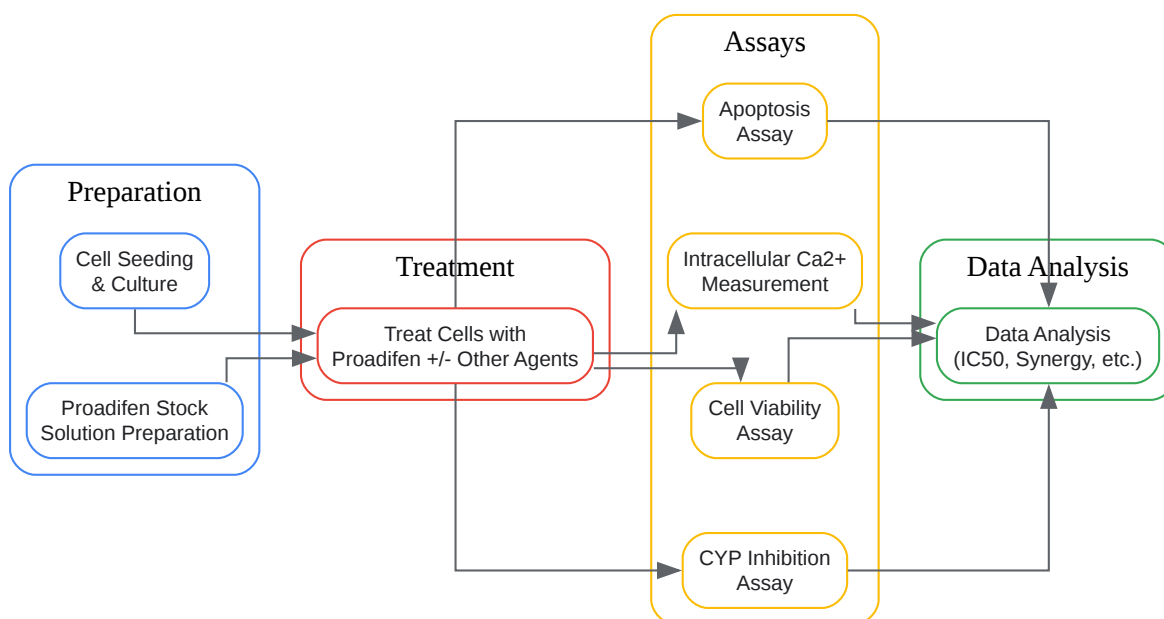 Preparation
Cell Seeding
& Culture
Proadifen Stock
Solution Preparation
Treatment
Treat Cells with
Proadifen +/- Other Agents
Assays
Apoptosis
Assay
Intracellular Ca2+
Measurement
Cell Viability
Assay
CYP Inhibition
Assay
Data Analysis
Data Analysis
(IC50, Synergy, etc.)